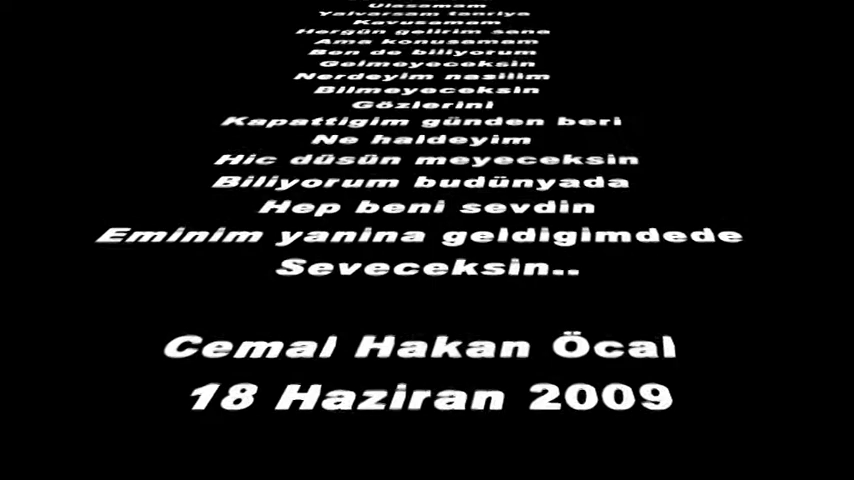 Ulasamam
Yalvarsam tanriya
Kavusamam
Hergün gelirim sana
Ama konusamam
Ben de biliyorum
Gelmeyeceksin
Nerdeyim nasilim
Bilmeyeceksin
Gözlerini
Kapattigim günden beri
Ne haldeyim
Hic düsün meyeceksin
Biliyorum budünyada
Hep beni sevdin
Eminim yanina geldigimdede
Seveceksin..
Cemal Hakan Öcal
18 Haziran 2009